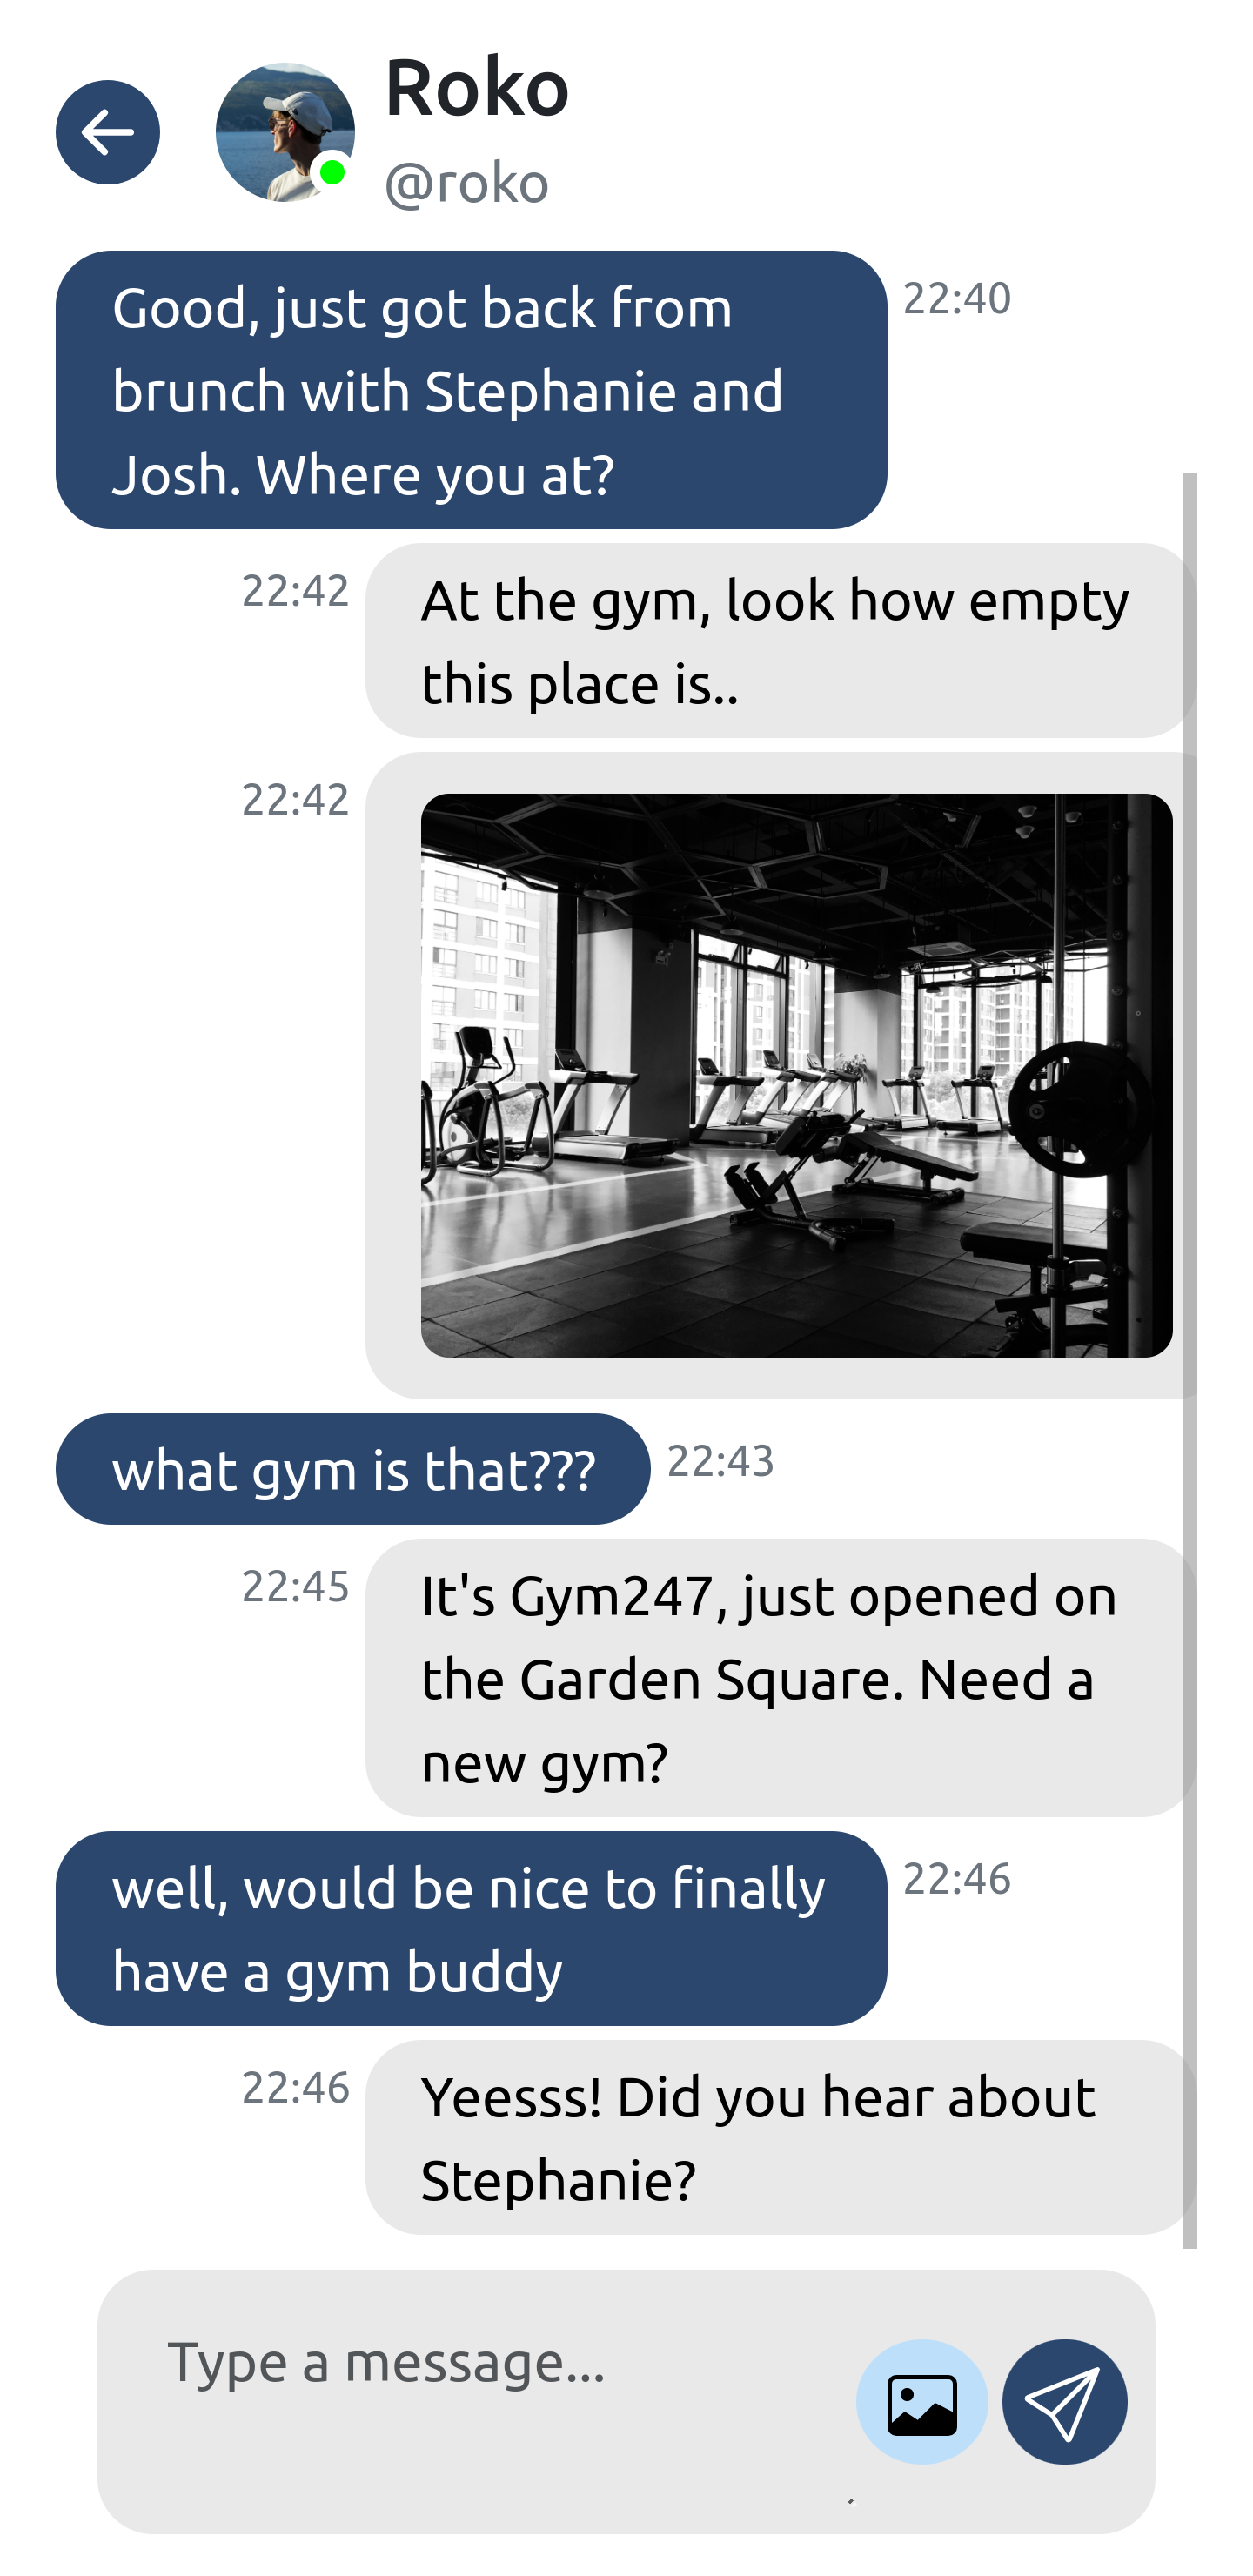 Roko
@roko
Good, just got back from
brunch with Stephanie and
Josh. Where you at?
22:40
22:42
At the gym, look how empty
this place is..
22:42
what gym is that???
22:43
22:45
It's Gym247, just opened on
the Garden Square. Need a
new gym?
well, would be nice to finally
have a gym buddy
22:46
22:46
Yeesss! Did you hear about
Stephanie?
Type a message...